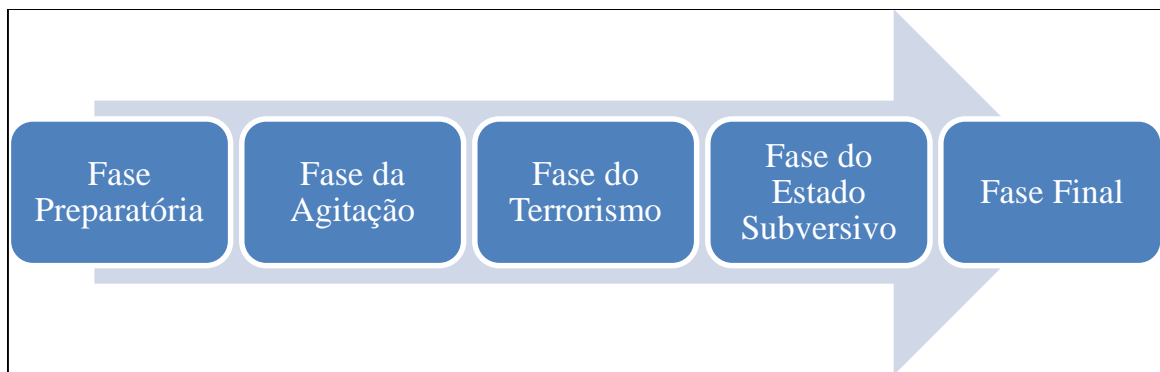 Fase
Preparatória
Fase da
Agitação
Fase do
Terrorismo
Fase do
Estado
Subversivo
Fase Final